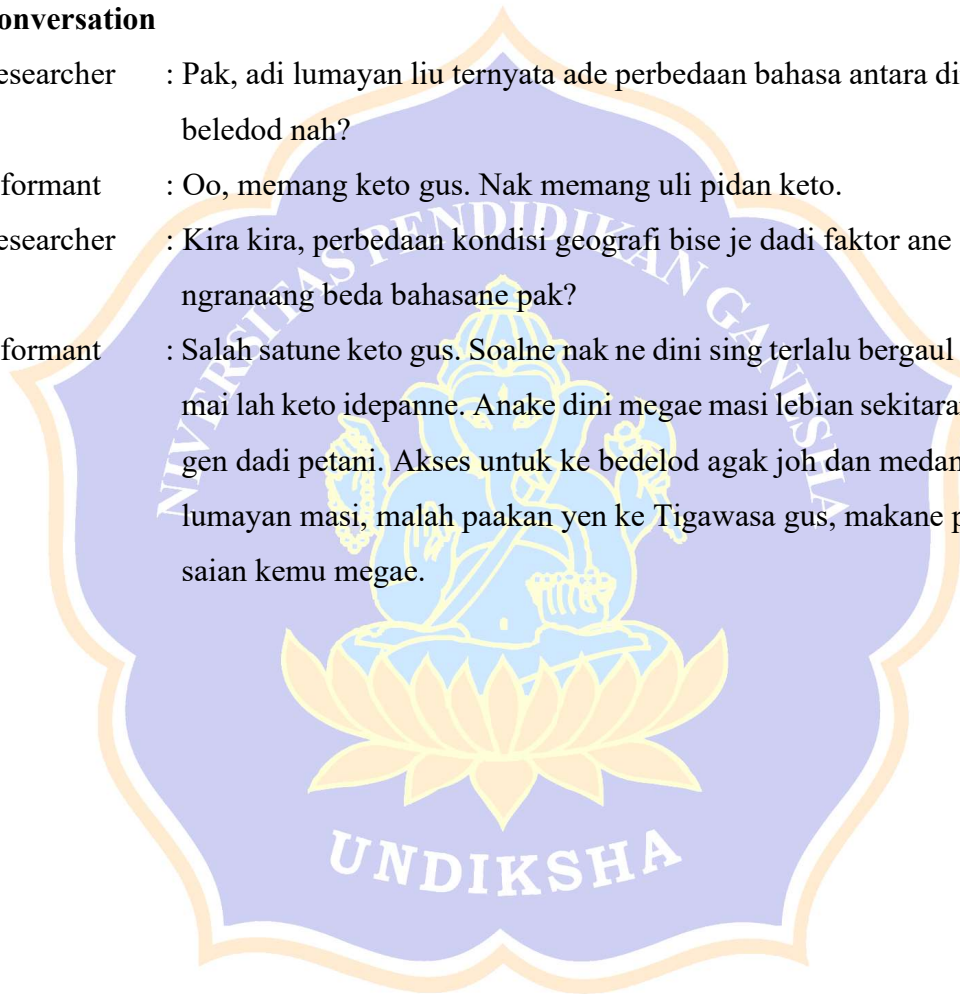 onversation
esearcher : Pak, adi lumayan liu ternyata ade perbedaan bahasa antara di
beledod nah?
formant : Oo, memang keto gus. Nak memang uli pidan keto.
esearcher : Kira kira, perbedaan kondisi geografi bise je dadi faktor ane
ngranaang beda bahasane pak?
formant : Salah satune keto gus. Soalne nak ne dini sing terlalu bergaul
mai lah keto idepanne. Anake dini megae masi lebian sekitara
gen dadi petani. Akses untuk ke bedelod agak joh dan medan
lumayan masi, malah paakan yen ke Tigawasa gus, makane p
saian kemu megae.
NIVERSITAS PENDIDIKAN GANESHA
UNDIKSHA